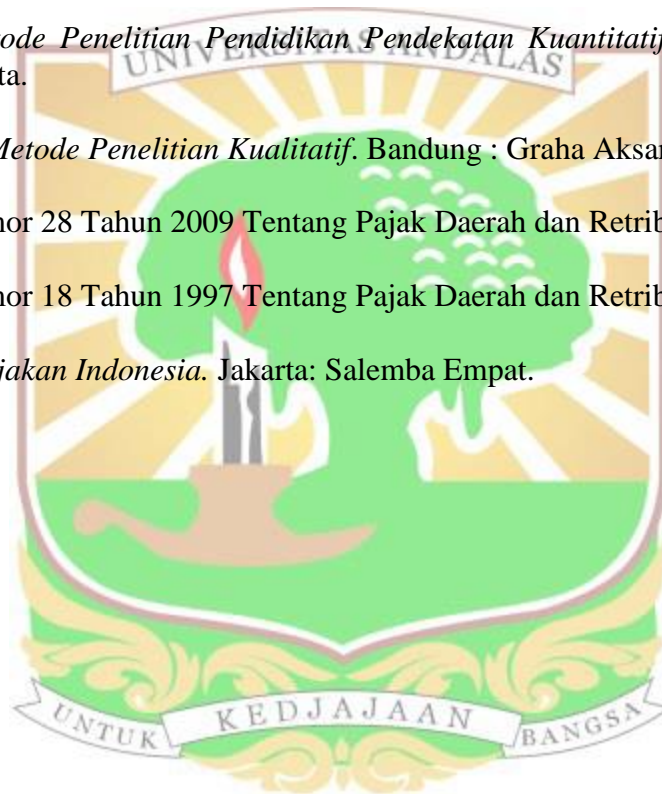 ode Penelitian Pendidikan Pendekatan Kuantitatif
UNIVERSITAS ANDALAS
ta.
Metode Penelitian Kualitatif. Bandung : Graha Aksar
nor 28 Tahun 2009 Tentang Pajak Daerah dan Retrib
nor 18 Tahun 1997 Tentang Pajak Daerah dan Retrib
jakan Indonesia. Jakarta: Salemba Empat.
UNTUK KEDJAJAAN BANGSA